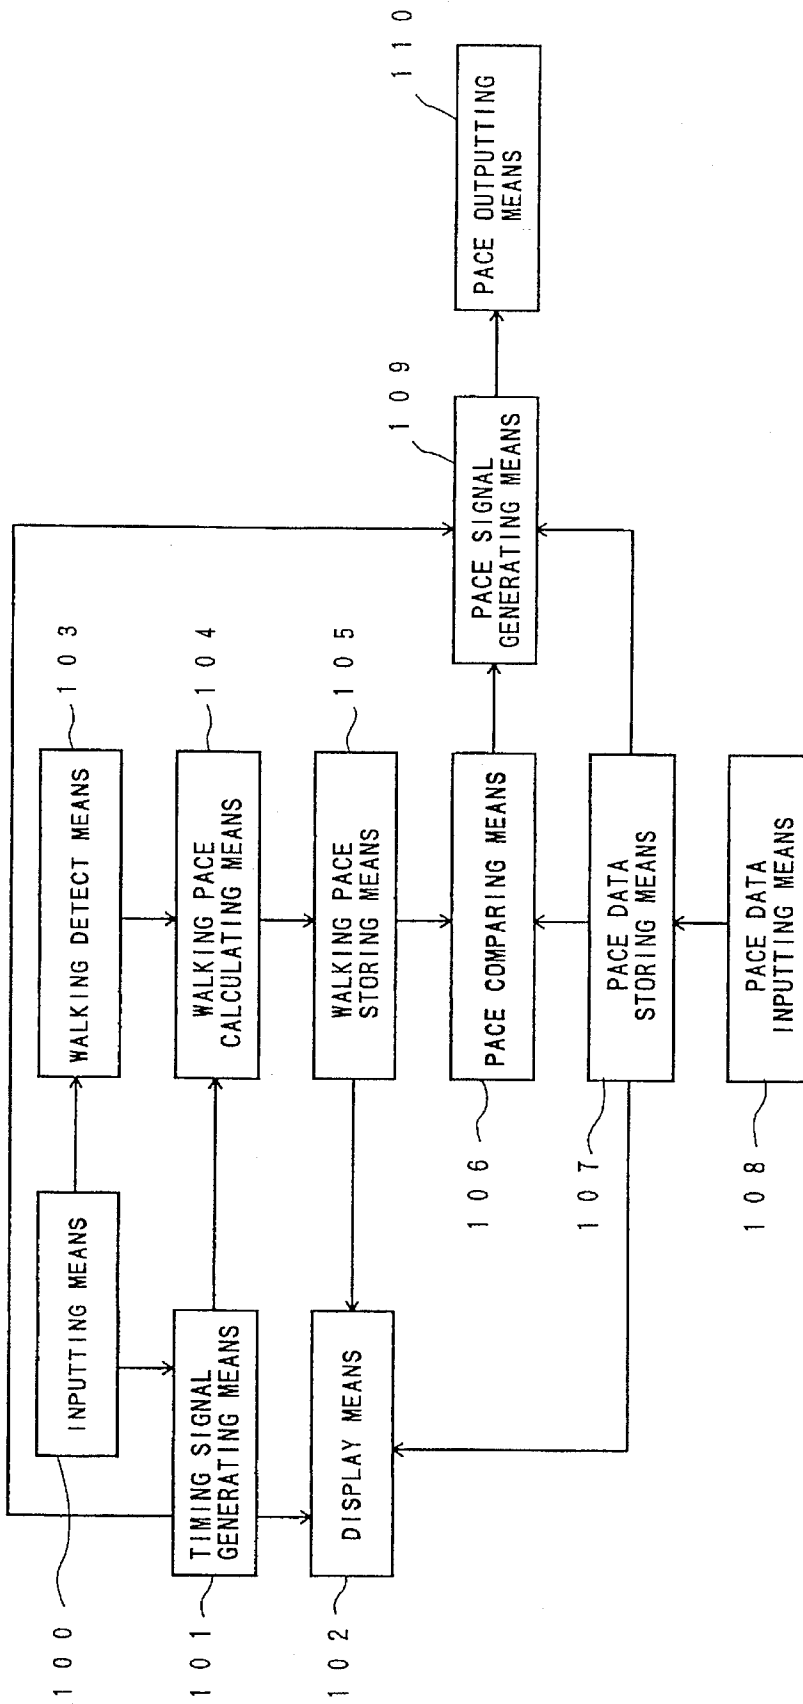 100
INPUTTING MEANS
WALKING DETECT MEANS
103
101
TIMING SIGNAL
GENERATING MEANS
WALKING PACE
CALCULATING MEANS
104
102
DISPLAY MEANS
WALKING PACE
STORING MEANS
105
106
PACE COMPARING MEANS
PACE SIGNAL
GENERATING MEANS
109
PACE OUTPUTTING
MEANS
110
107
PACE DATA
STORING MEANS
108
PACE DATA
INPUTTING MEANS